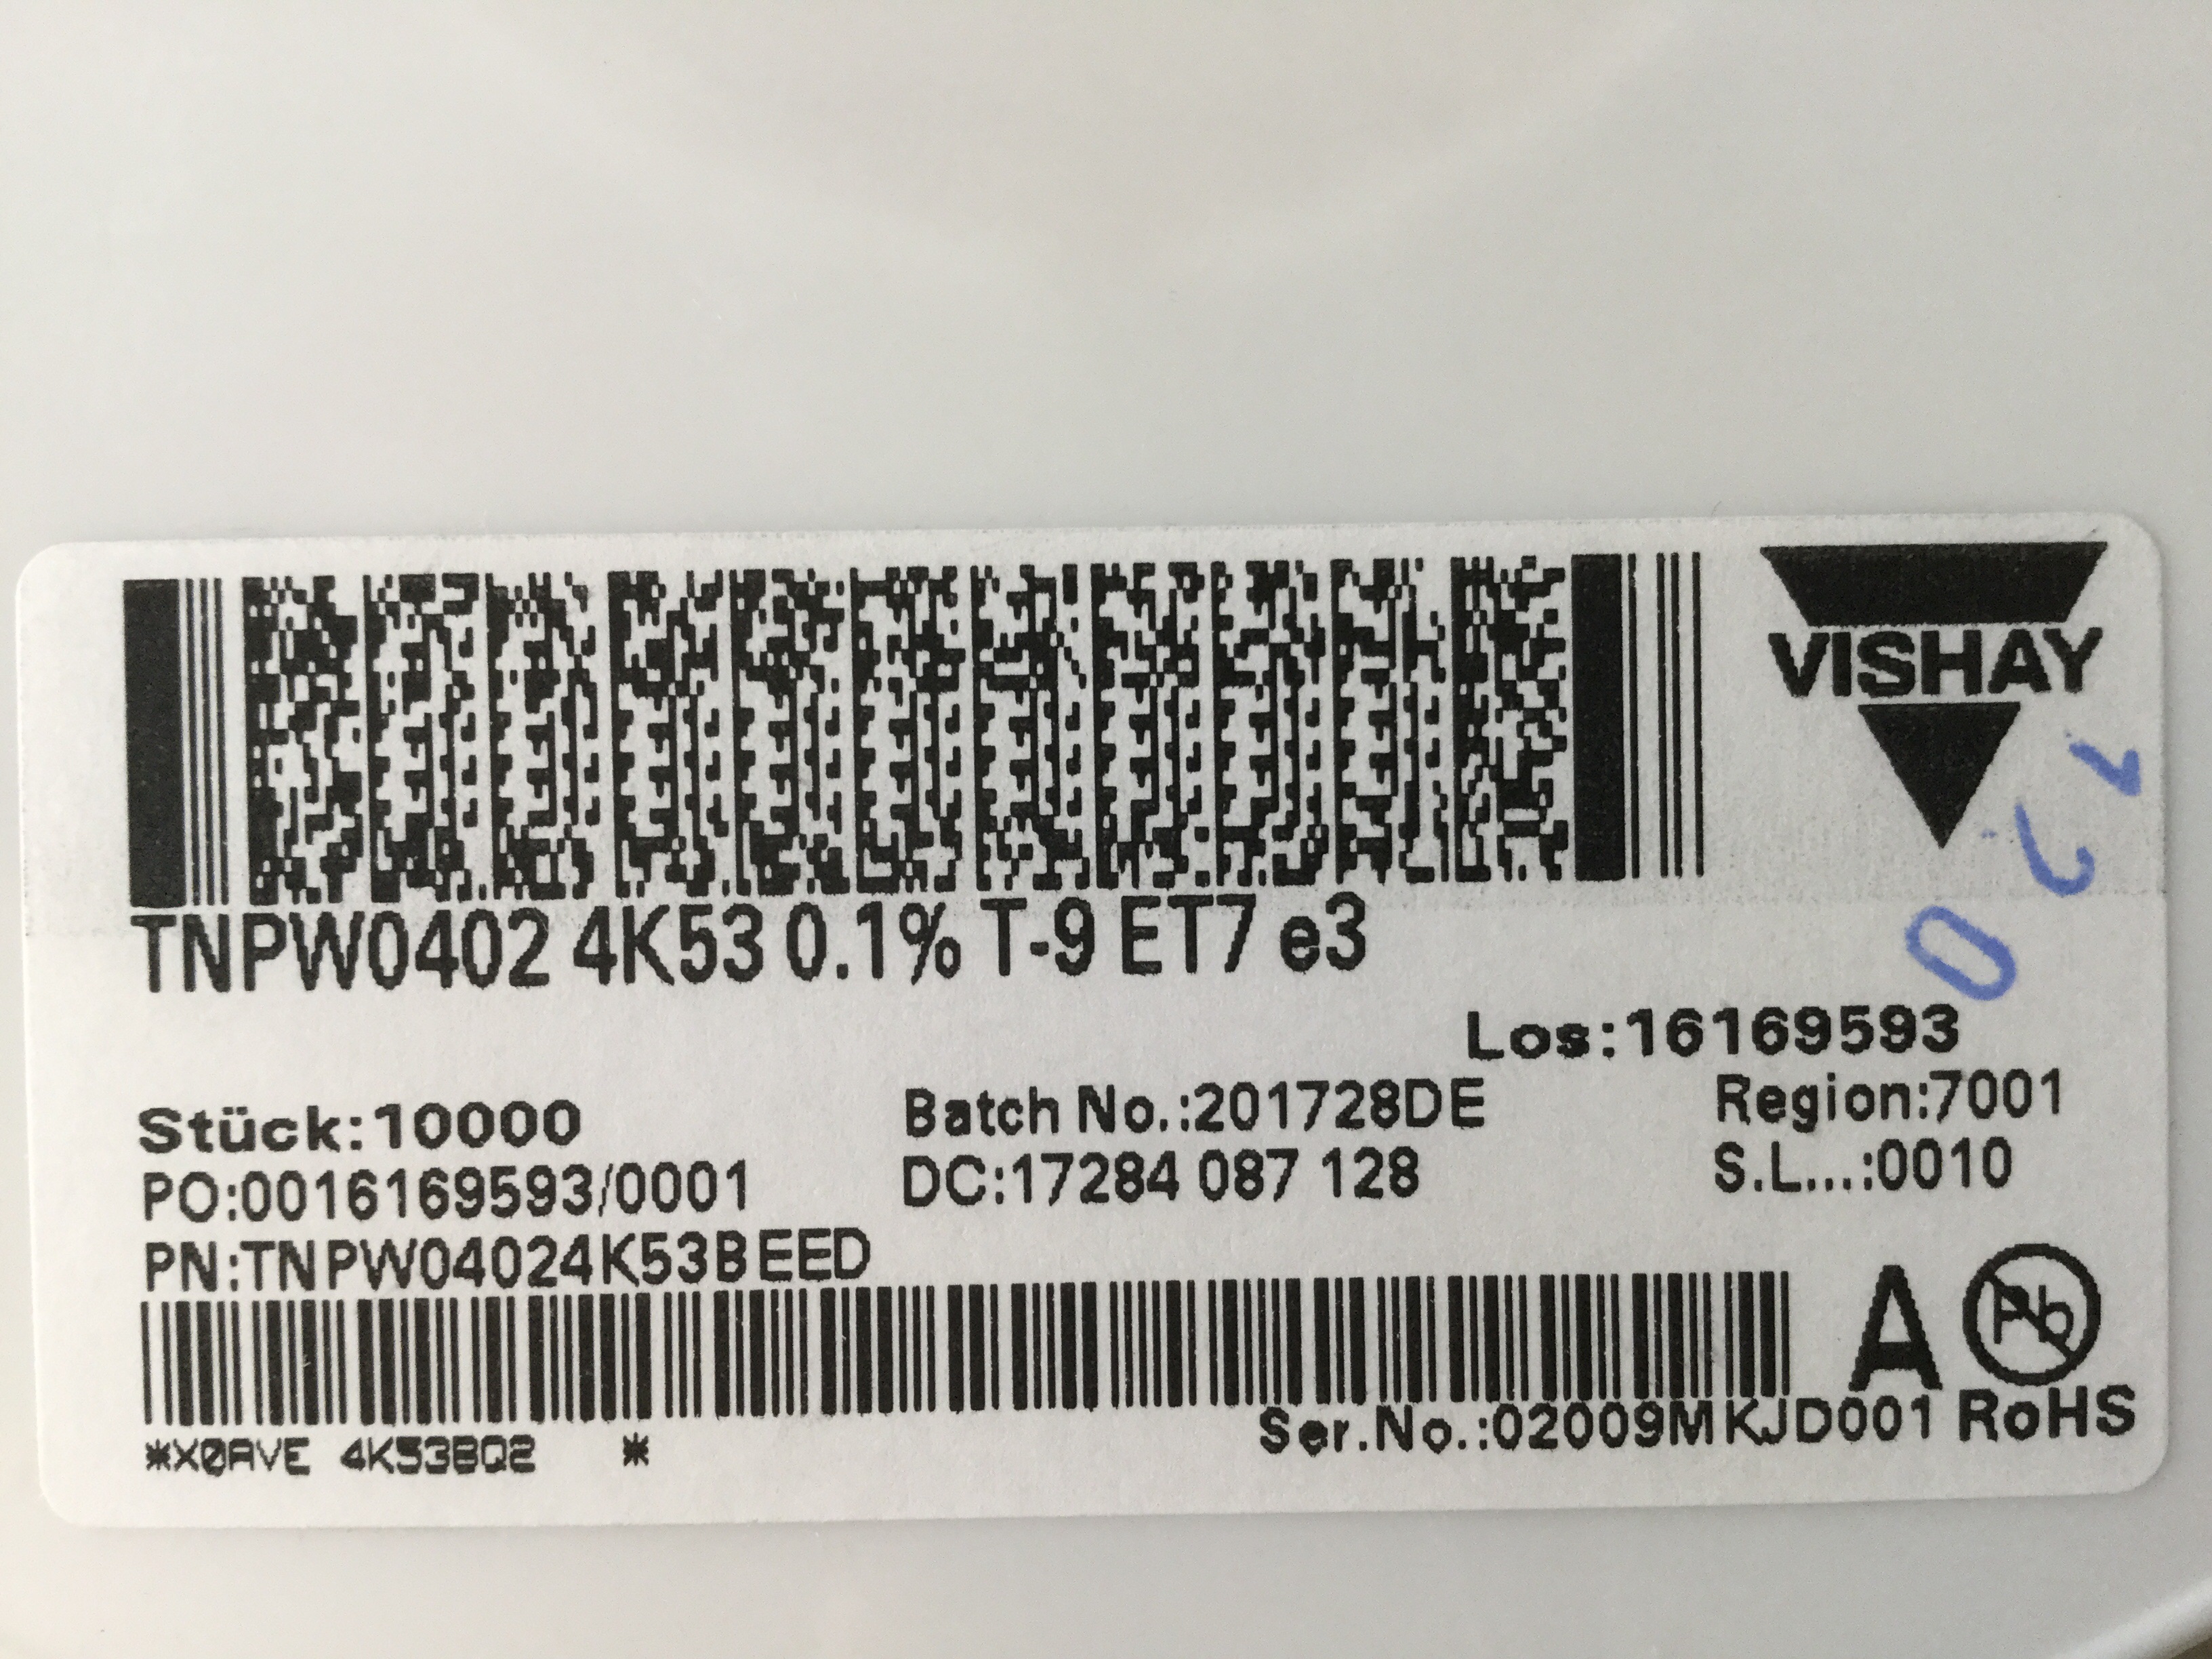 VISHAY
120
TNPW0402 4K53 0.1% T-9 ET7 e3
Los:16169593
Stück:10000 Batch No.:201728DE Region:7001
PO:0016169593/0001 DC:17284 087 128 S.L...:0010
PN:TNPW04024K53BEED
A Pb
Ser.No.:02009MKJD001 RoHS
*X0AVE 4K53BQ2 *